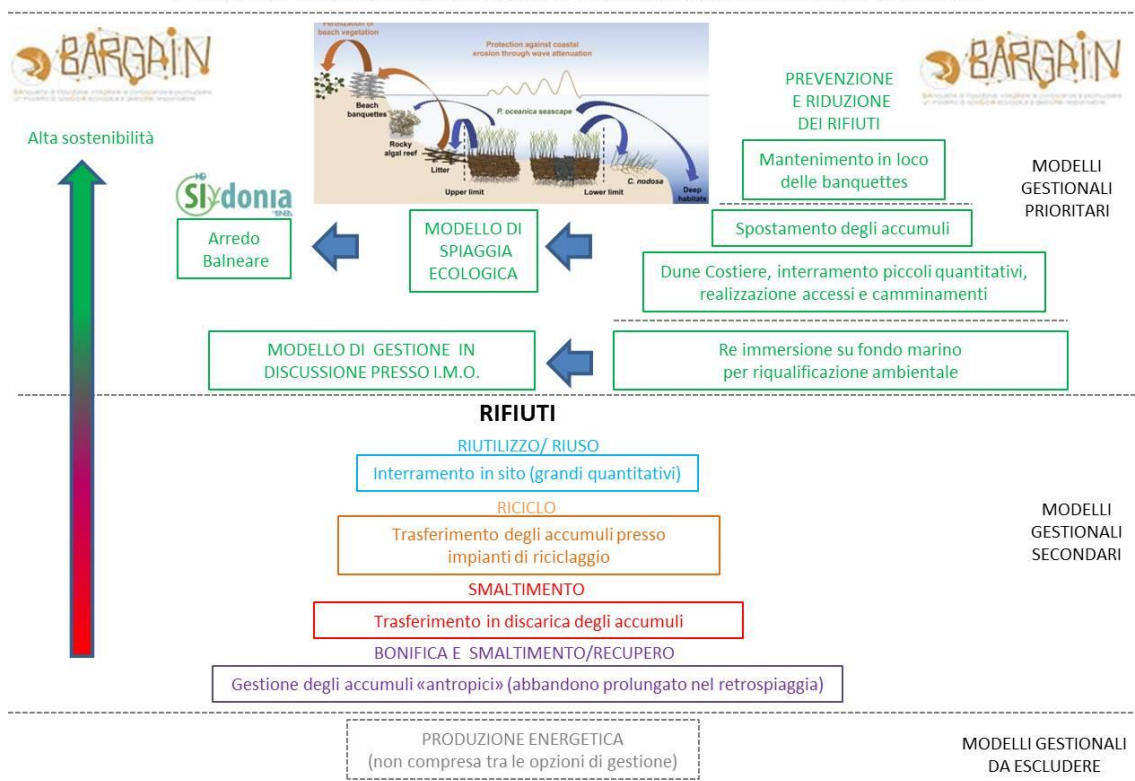 BARGAIN
Beach
banquettes
Rocky
algal reef
Litter
Upper limit
Protection against coastal
erosion through wave attenuation
P. oceanica seascape
Lower limit
C. nodosa
Deep
habitats
beach vegetation
BARGAIN
PREVENZIONE
E RIDUZIONE
DEI RIFIUTI
Alta sostenibilità
Mantenimento in loco
delle banquettes
MODELLI
GESTIONALI
PRIORITARI
SIydonia
Arredo
Balneare
MODELLO DI
SPIAGGIA
ECOLOGICA
Spostamento degli accumuli
Dune Costiere, interramento piccoli quantitativi,
realizzazione accessi e camminamenti
MODELLO DI GESTIONE IN
DISCUSSIONE PRESSO I.M.O.
Re immersione su fondo marino
per riqualificazione ambientale
RIFIUTI
RIUTILIZZO/ RIUSO
Interramento in sito (grandi quantitativi)
RICICLO
Trasferimento degli accumuli presso
impianti di riciclaggio
MODELLI
GESTIONALI
SECONDARI
SMALTIMENTO
Trasferimento in discarica degli accumuli
BONIFICA E SMALTIMENTO/RECUPERO
Gestione degli accumuli «antropici» (abbandono prolungato nel retrospiaggia)
PRODUZIONE ENERGETICA
(non compresa tra le opzioni di gestione)
MODELLI GESTIONALI
DA ESCLUDERE